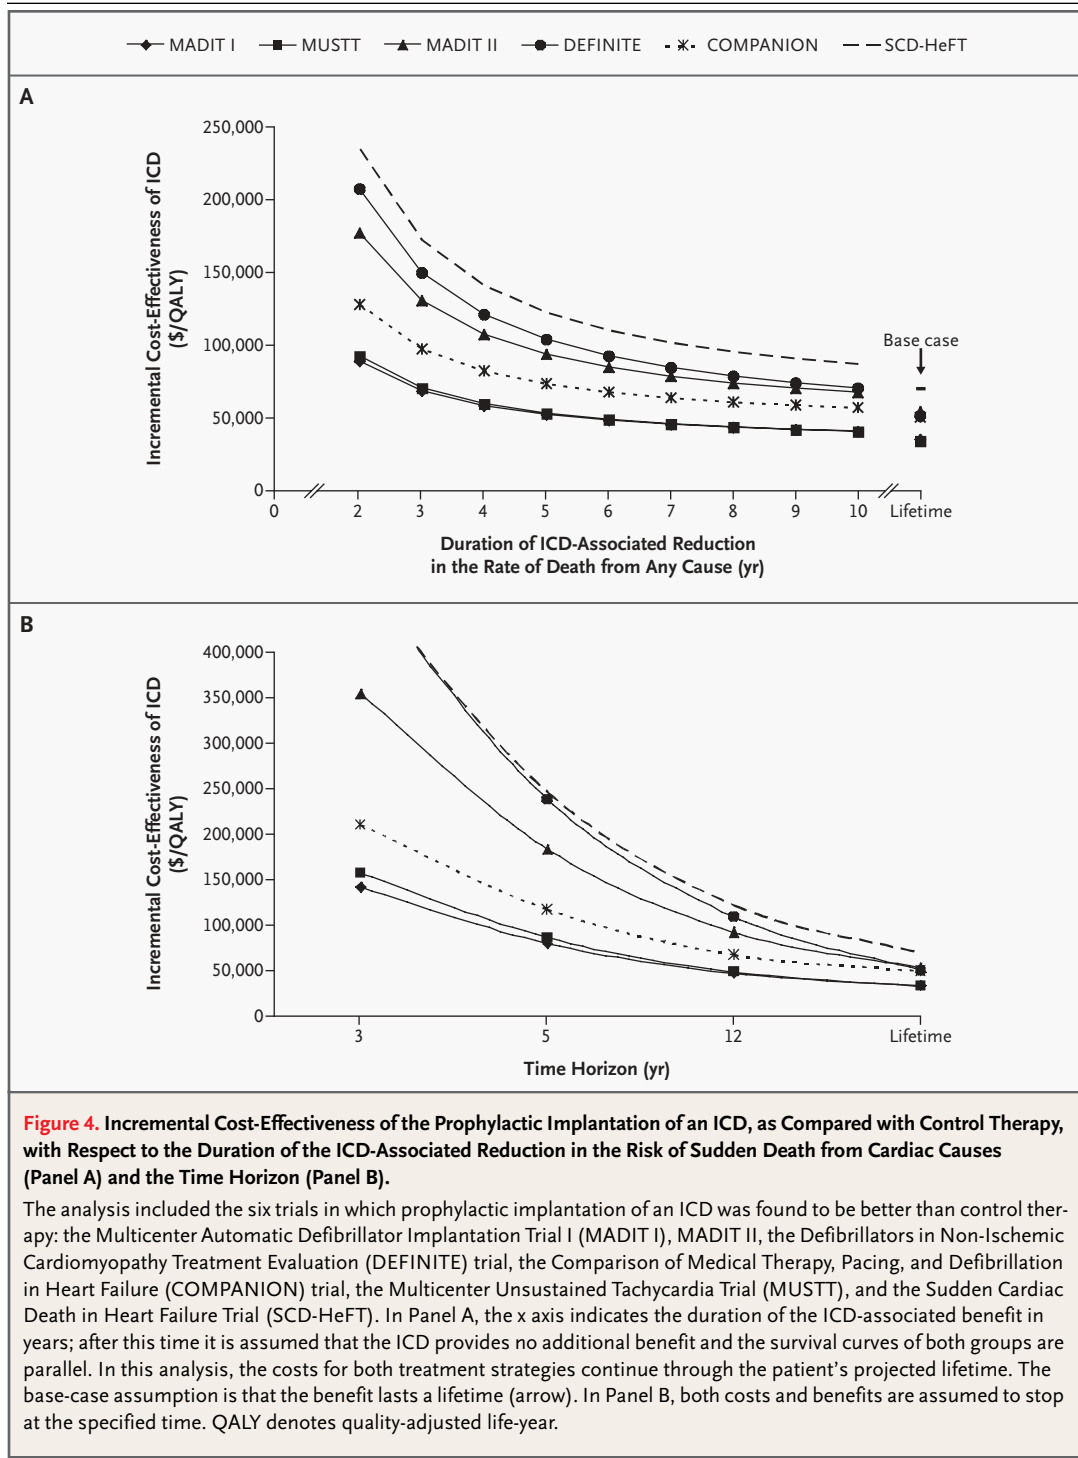 MADIT I MUSTT MADIT II DEFINITE COMPANION SCD-HeFT
A
Incremental Cost-Effectiveness of ICD
($/QALY)
250,000
200,000
150,000
100,000
50,000
0
Base case
0 2 3 4 5 6 7 8 9 10 Lifetime
Duration of ICD-Associated Reduction
in the Rate of Death from Any Cause (yr)
B
Incremental Cost-Effectiveness of ICD
($/QALY)
400,000
350,000
300,000
250,000
200,000
150,000
100,000
50,000
0
3 5 12 Lifetime
Time Horizon (yr)
Figure 4. Incremental Cost-Effectiveness of the Prophylactic Implantation of an ICD, as Compared with Control Therapy,
with Respect to the Duration of the ICD-Associated Reduction in the Risk of Sudden Death from Cardiac Causes
(Panel A) and the Time Horizon (Panel B).
The analysis included the six trials in which prophylactic implantation of an ICD was found to be better than control ther-
apy: the Multicenter Automatic Defibrillator Implantation Trial I (MADIT I), MADIT II, the Defibrillators in Non-Ischemic
Cardiomyopathy Treatment Evaluation (DEFINITE) trial, the Comparison of Medical Therapy, Pacing, and Defibrillation
in Heart Failure (COMPANION) trial, the Multicenter Unsustained Tachycardia Trial (MUSTT), and the Sudden Cardiac
Death in Heart Failure Trial (SCD-HeFT). In Panel A, the x axis indicates the duration of the ICD-associated benefit in
years; after this time it is assumed that the ICD provides no additional benefit and the survival curves of both groups are
parallel. In this analysis, the costs for both treatment strategies continue through the patient's projected lifetime. The
base-case assumption is that the benefit lasts a lifetime (arrow). In Panel B, both costs and benefits are assumed to stop
at the specified time. QALY denotes quality-adjusted life-year.